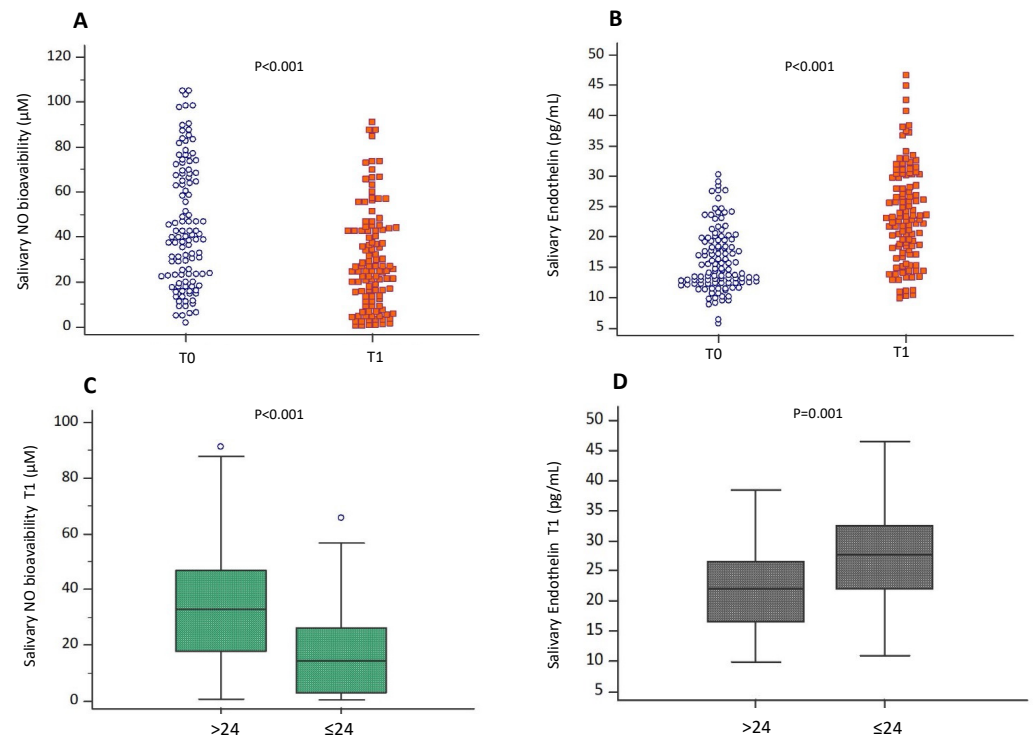 A
Salivary NO bioavaibility (µM)
120
100
80
60
40
20
0
P<0.001
T0
T1
B
Salivary Endothelin (pg/mL)
50
45
40
35
30
25
20
15
10
5
P<0.001
T0
T1
C
Salivary NO bioavaibility T1 (µM)
100
80
60
40
20
0
P<0.001
>24
≤24
D
Salivary Endothelin T1 (pg/mL)
50
45
40
35
30
25
20
15
10
5
P=0.001
>24
≤24